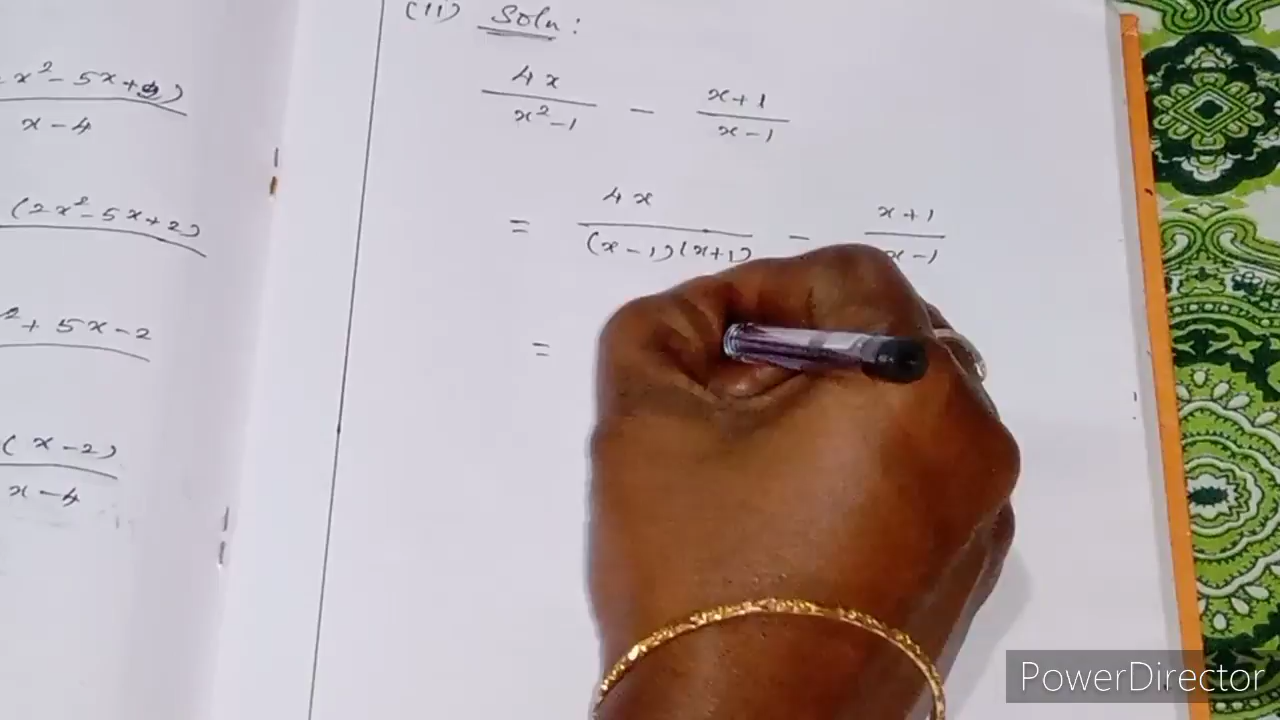 x² - 5x + 2)
x - 4
(2x² - 5x + 2)
² + 5x - 2
(x - 2)
x - 4
(ii) Soln:
4x / x² - 1 - x + 1 / x - 1
= 4x / (x - 1)(x + 1) - x + 1 / x - 1
=
PowerDirector